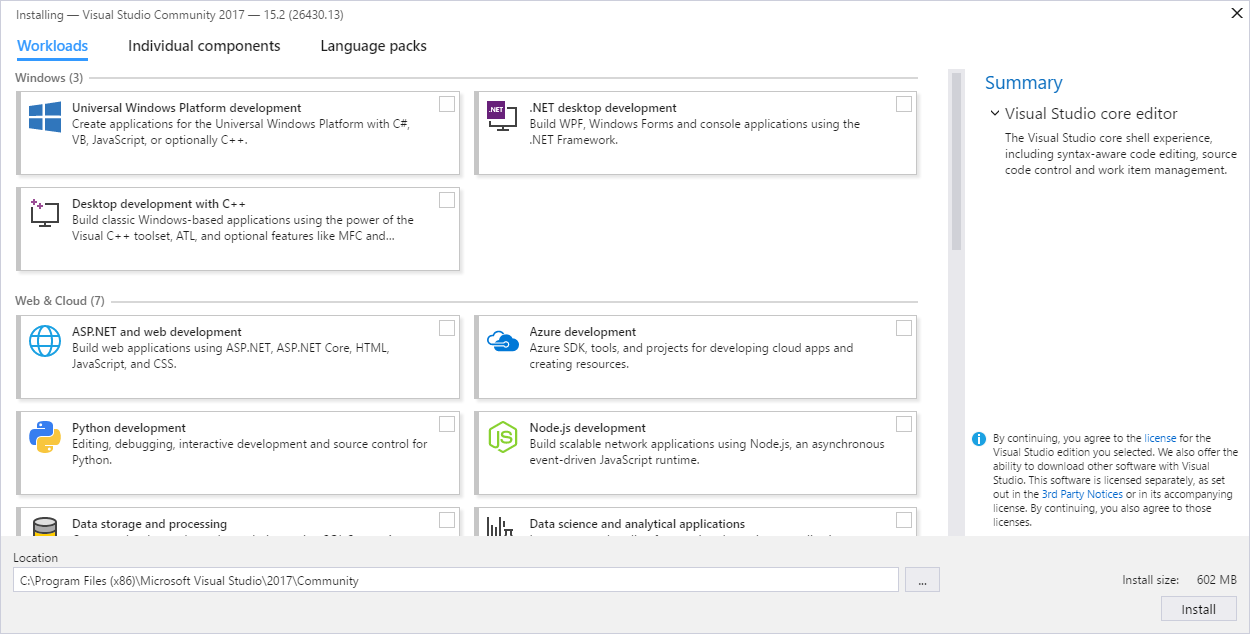 Installing — Visual Studio Community 2017 — 15.2 (26430.13)
Workloads
Individual components
Language packs
Windows (3)
Universal Windows Platform development
Create applications for the Universal Windows Platform with C#,
VB, JavaScript, or optionally C++.
.NET
.NET desktop development
Build WPF, Windows Forms and console applications using the
.NET Framework.
Desktop development with C++
Build classic Windows-based applications using the power of the
Visual C++ toolset, ATL, and optional features like MFC and...
Web & Cloud (7)
ASP.NET and web development
Build web applications using ASP.NET, ASP.NET Core, HTML,
JavaScript, and CSS.
Azure development
Azure SDK, tools, and projects for developing cloud apps and
creating resources.
Python development
Editing, debugging, interactive development and source control for
Python.
JS
Node.js development
Build scalable network applications using Node.js, an asynchronous
event-driven JavaScript runtime.
Data storage and processing
Data science and analytical applications
Summary
Visual Studio core editor
The Visual Studio core shell experience,
including syntax-aware code editing, source
code control and work item management.
By continuing, you agree to the license for the
Visual Studio edition you selected. We also offer the
ability to download other software with Visual
Studio. This software is licensed separately, as set
out in the 3rd Party Notices or in its accompanying
license. By continuing, you also agree to those
licenses.
Location
C:\Program Files (x86)\Microsoft Visual Studio\2017\Community
...
Install size: 602 MB
Install